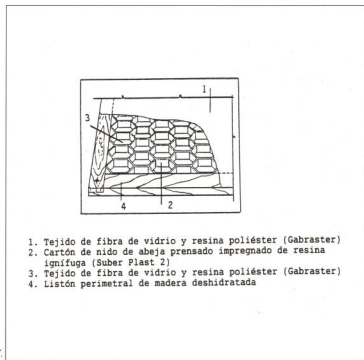 1
3
4
2
1. Tejido de fibra de vidrio y resina poliéster (Gabraster)
2. Cartón de nido de abeja prensado impregnado de resina
ignífuga (Suber Plast 2)
3. Tejido de fibra de vidrio y resina poliéster (Gabraster)
4. Listón perimetral de madera deshidratada